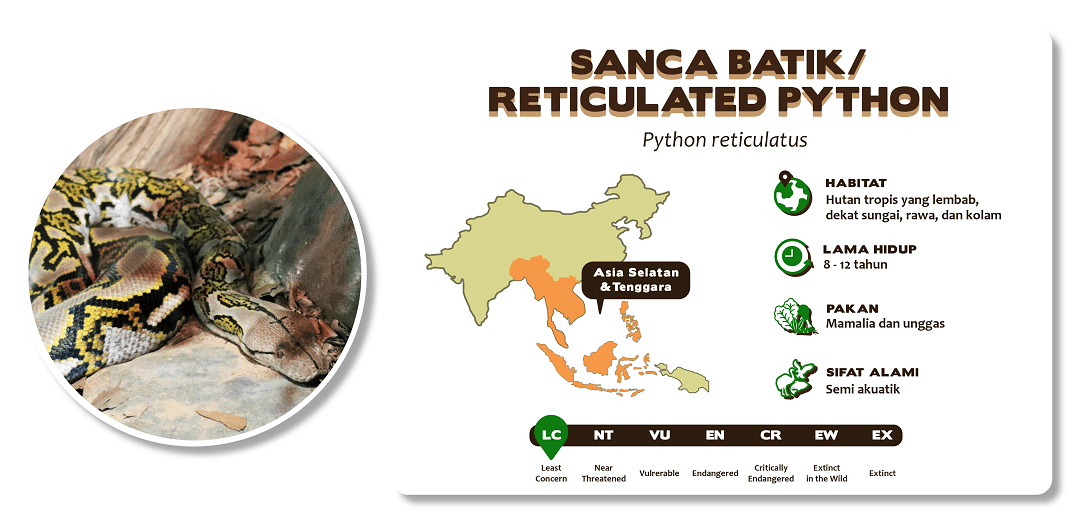 SANCA BATIK/
RETICULATED PYTHON
Python reticulatus
HABITAT
Hutan tropis yang lembab,
dekat sungai, rawa, dan kolam
LAMA HIDUP
8 - 12 tahun
Asia Selatan
& Tenggara
PAKAN
Mamalia dan unggas
SIFAT ALAMI
Semi akuatik
LC NT VU EN CR EW EX
Least Concern
Near Threatened
Vulrerable
Endangered
Critically Endangered
Extinct in the Wild
Extinct